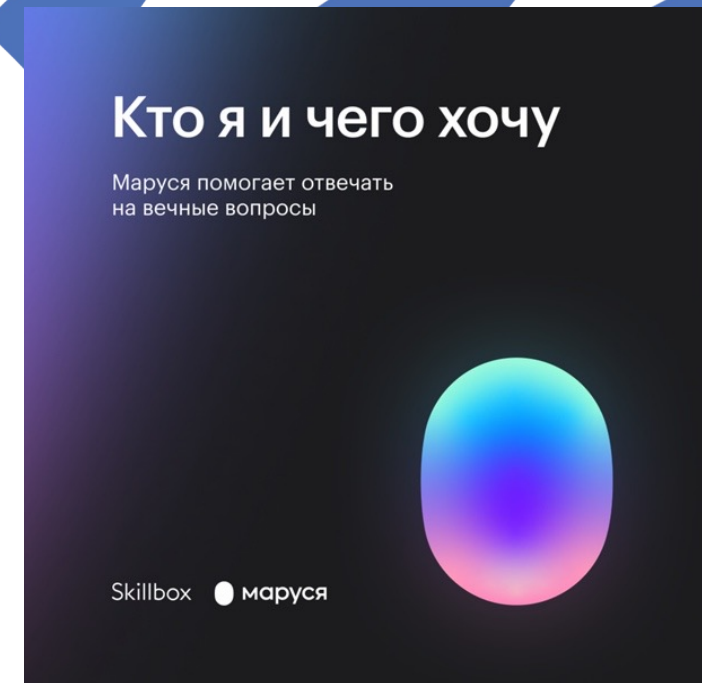 Кто я и чего хочу
Маруся помогает отвечать
на вечные вопросы
Skillbox маруся